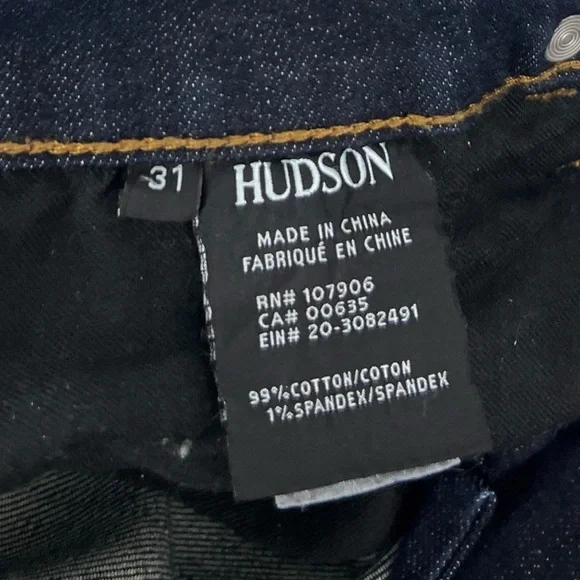 31
HUDSON
MADE IN CHINA
FABRIQUÉ EN CHINE
RN# 107906
CA# 00635
EIN# 20-3082491
99% COTTON/COTON
1% SPANDEX/SPANDEX